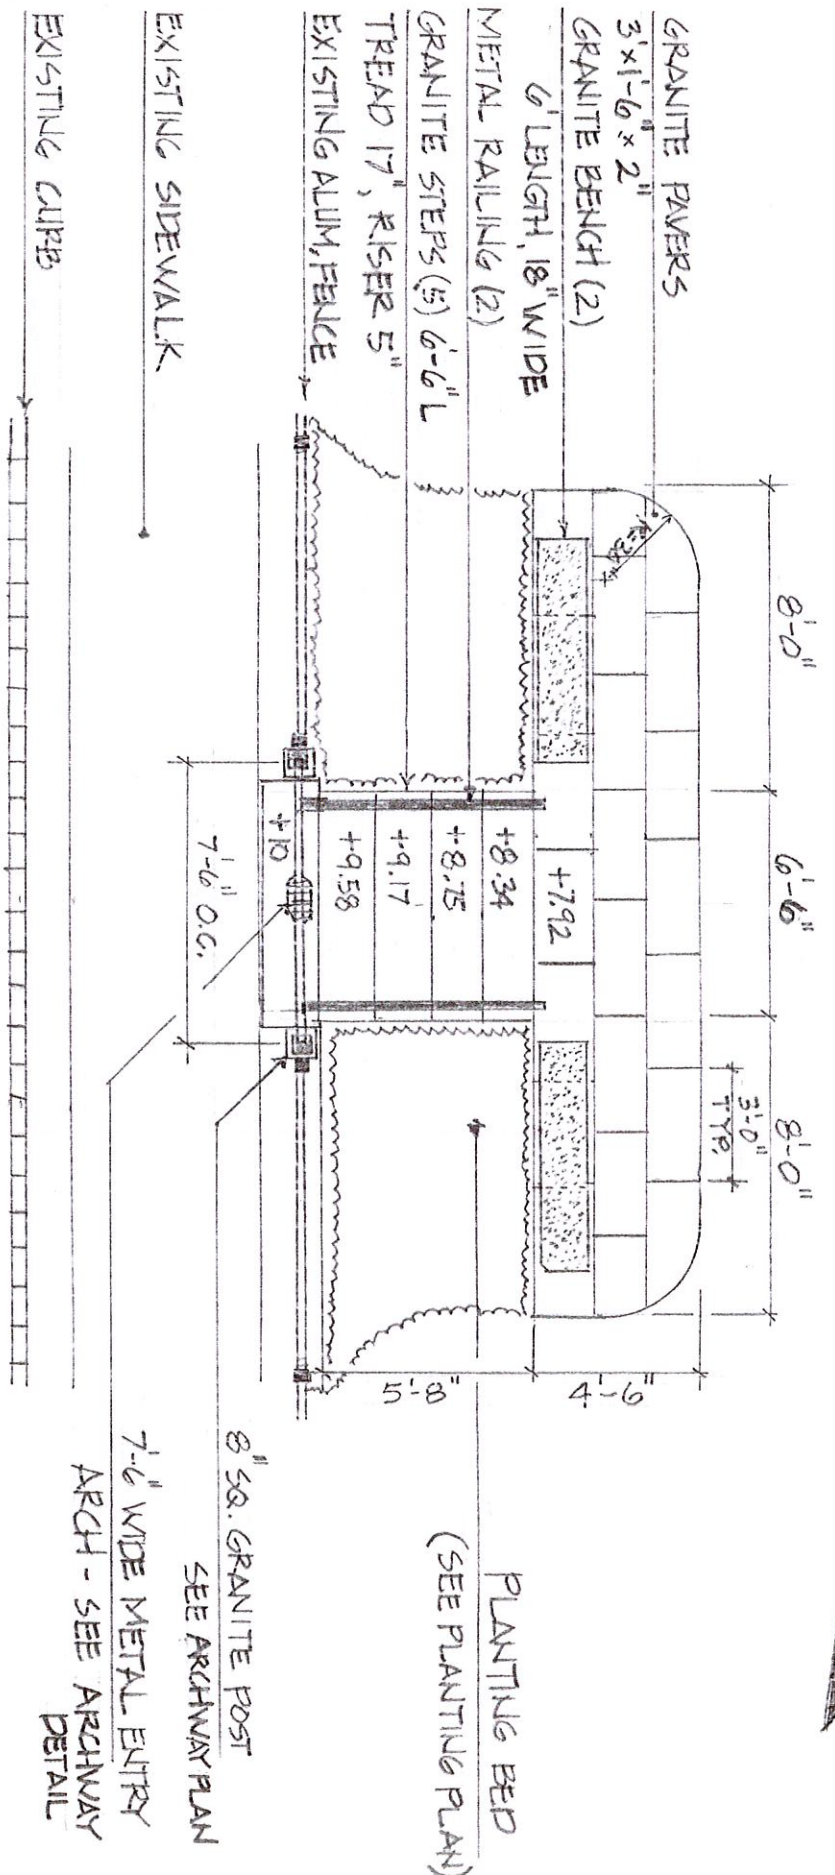 GRANITE PAVERS
3'x1'-6"x 2"
GRANITE BENCH (2)
6' LENGTH, 18" WIDE
METAL RAILING (2)
GRANITE STEPS (5) 6'-6" L
TREAD 17", RISER 5"
EXISTING ALUM. FENCE
EXISTING SIDEWALK
EXISTING CURB
8'-0"
6'-6"
8'-0"
3'-0"
TYP.
+7.92
+8.34
+8.75
+9.17
+9.58
+10
7'-6" O.C.
5'-8"
4'-6"
PLANTING BED
(SEE PLANTING PLAN)
8" SQ. GRANITE POST
SEE ARCHWAY PLAN
7'-6" WIDE METAL ENTRY
ARCH - SEE ARCHWAY
DETAIL